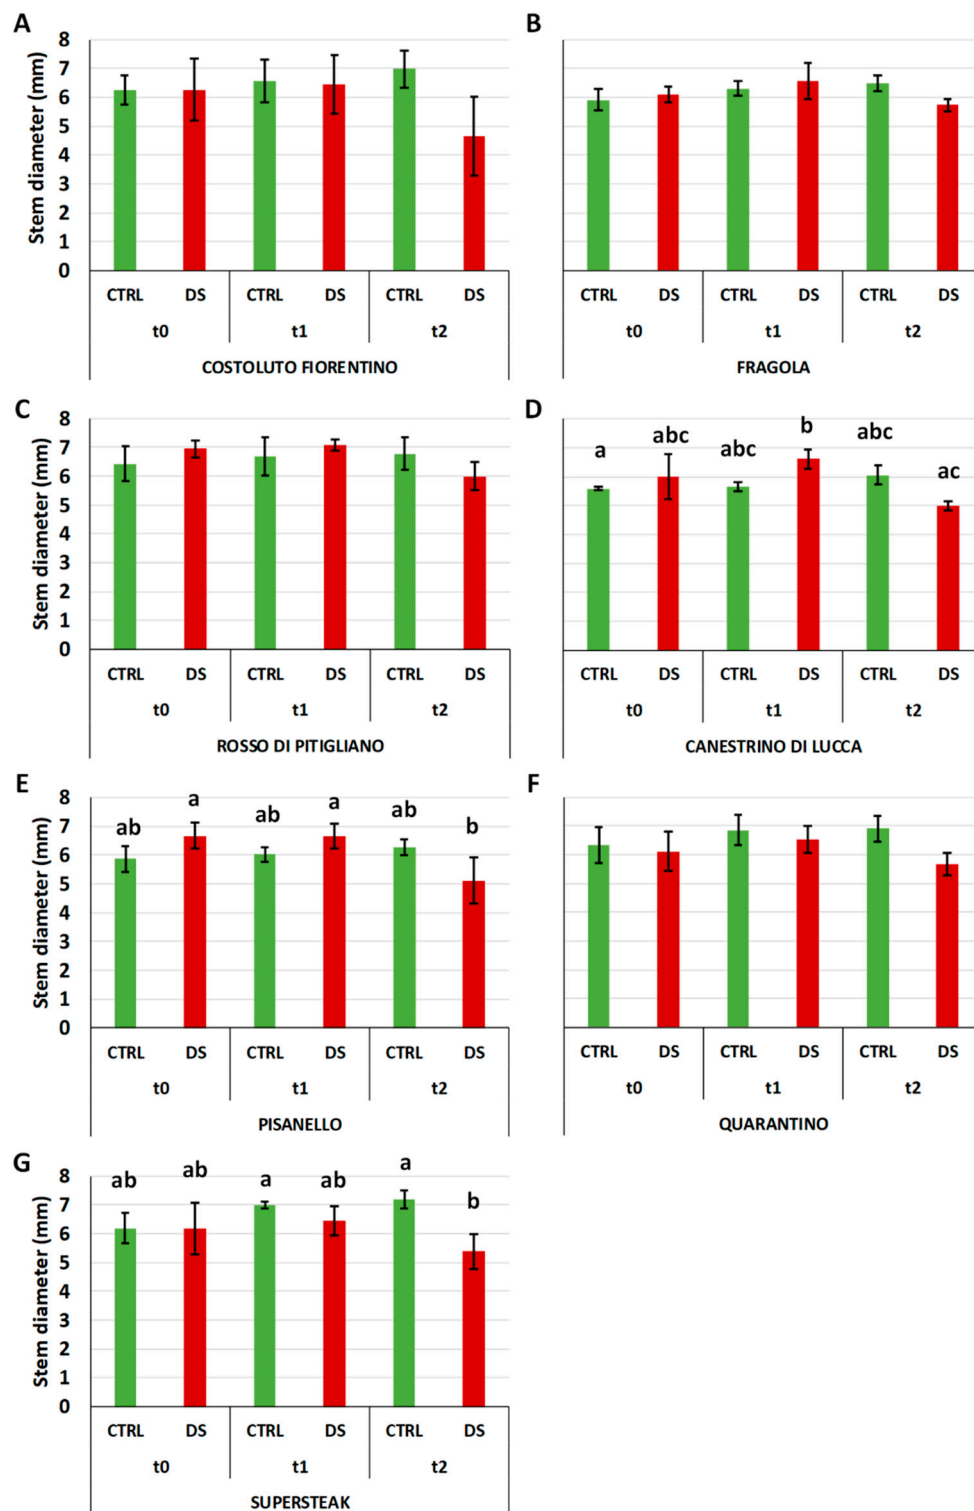 A
B
8
7
6
5
4
3
2
1
0
Stem diameter (mm)
CTRL DS CTRL DS CTRL DS
t0 t1 t2
COSTOLUTO FIORENTINO
CTRL DS CTRL DS CTRL DS
t0 t1 t2
FRAGOLA
C
D
8
7
6
5
4
3
2
1
0
Stem diameter (mm)
CTRL DS CTRL DS CTRL DS
t0 t1 t2
ROSSO DI PITIGLIANO
a abc abc b abc ac
CTRL DS CTRL DS CTRL DS
t0 t1 t2
CANESTRINO DI LUCCA
E
F
8
7
6
5
4
3
2
1
0
Stem diameter (mm)
ab a ab a ab b
CTRL DS CTRL DS CTRL DS
t0 t1 t2
PISANELLO
CTRL DS CTRL DS CTRL DS
t0 t1 t2
QUARANTINO
G
8
7
6
5
4
3
2
1
0
Stem diameter (mm)
ab ab a ab a b
CTRL DS CTRL DS CTRL DS
t0 t1 t2
SUPERSTEAK